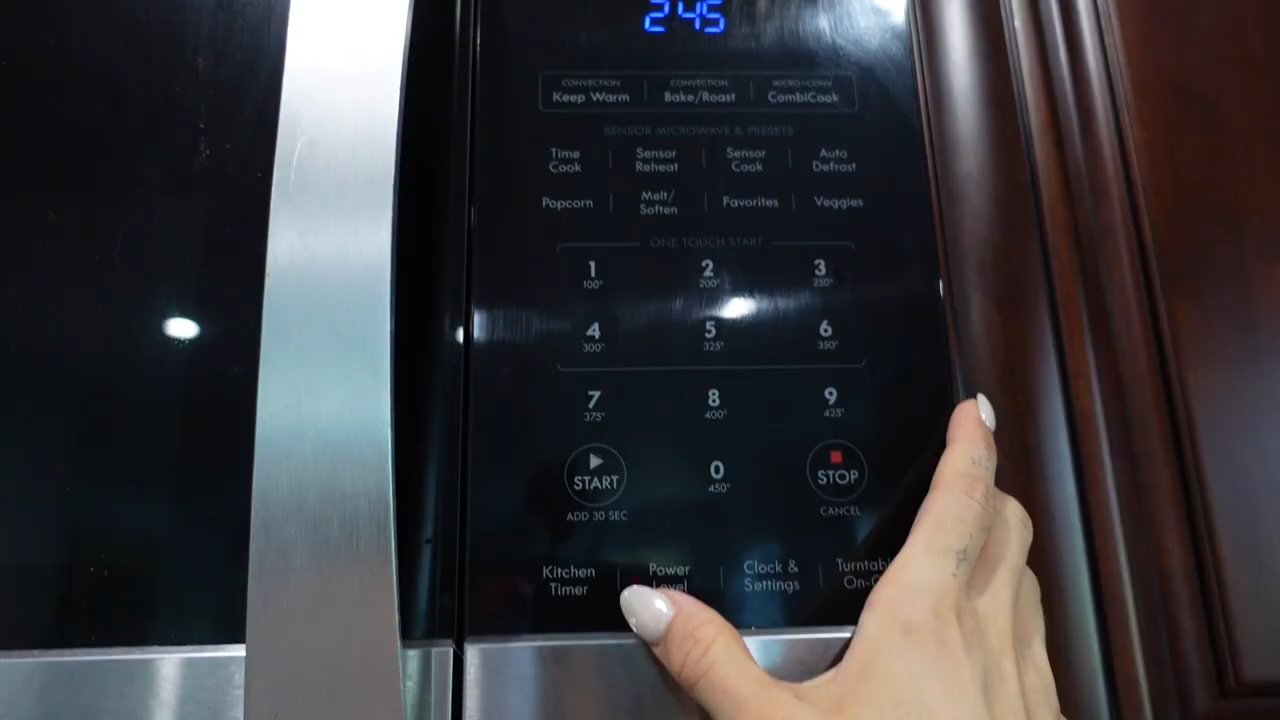 245
CONVECTION CONVECTION MICRO+CONV
Keep Warm Bake/Roast CombiCook
SENSOR MICROWAVE & PRESETS
Time Cook
Sensor Reheat
Sensor Cook
Auto Defrost
Popcorn
Melt/
Soften
Favorites
Veggies
ONE TOUCH START
1 2 3
100° 200° 250°
4 5 6
300° 325° 350°
7 8 9
375° 400° 425°
START
0
450°
STOP
ADD 30 SEC
CANCEL
Kitchen
Timer
Power
Level
Clock &
Settings